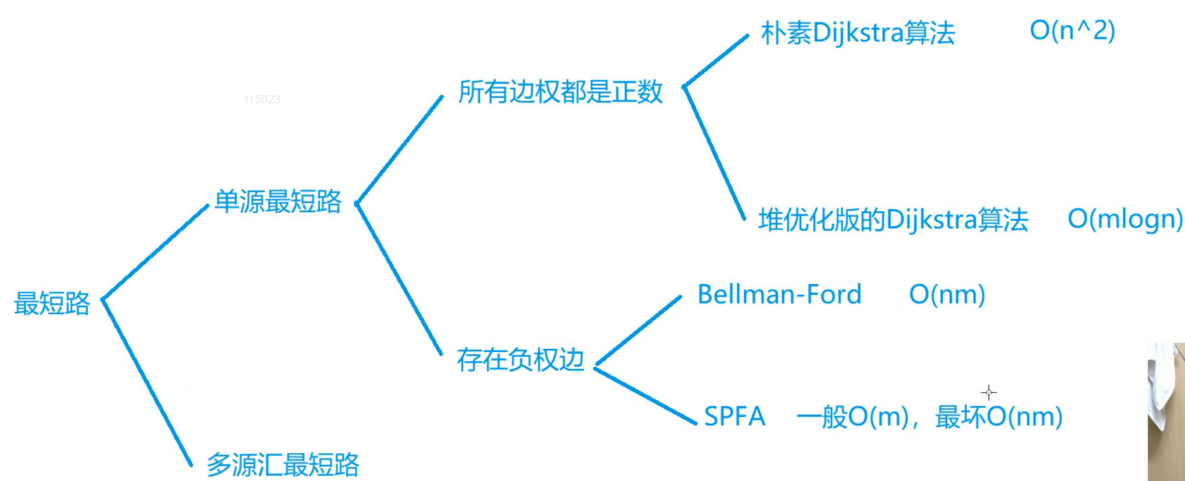 朴素Dijkstra算法 O(n^2)
所有边权都是正数
115023
单源最短路
堆优化版的Dijkstra算法 O(mlogn)
最短路
Bellman-Ford O(nm)
存在负权边
SPFA 一般O(m)，最坏O(nm)
多源汇最短路